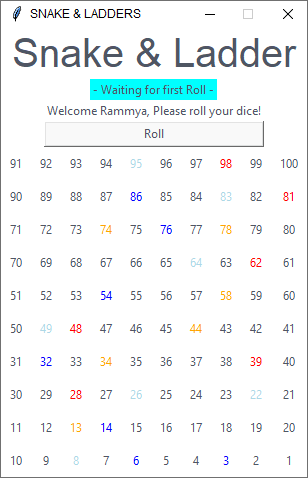 SNAKE & LADDERS
Snake & Ladder
- Waiting for first Roll -
Welcome Rammya, Please roll your dice!
Roll
91 92 93 94 95 96 97 98 99 100
90 89 88 87 86 85 84 83 82 81
71 72 73 74 75 76 77 78 79 80
70 69 68 67 66 65 64 63 62 61
51 52 53 54 55 56 57 58 59 60
50 49 48 47 46 45 44 43 42 41
31 32 33 34 35 36 37 38 39 40
30 29 28 27 26 25 24 23 22 21
11 12 13 14 15 16 17 18 19 20
10 9 8 7 6 5 4 3 2 1